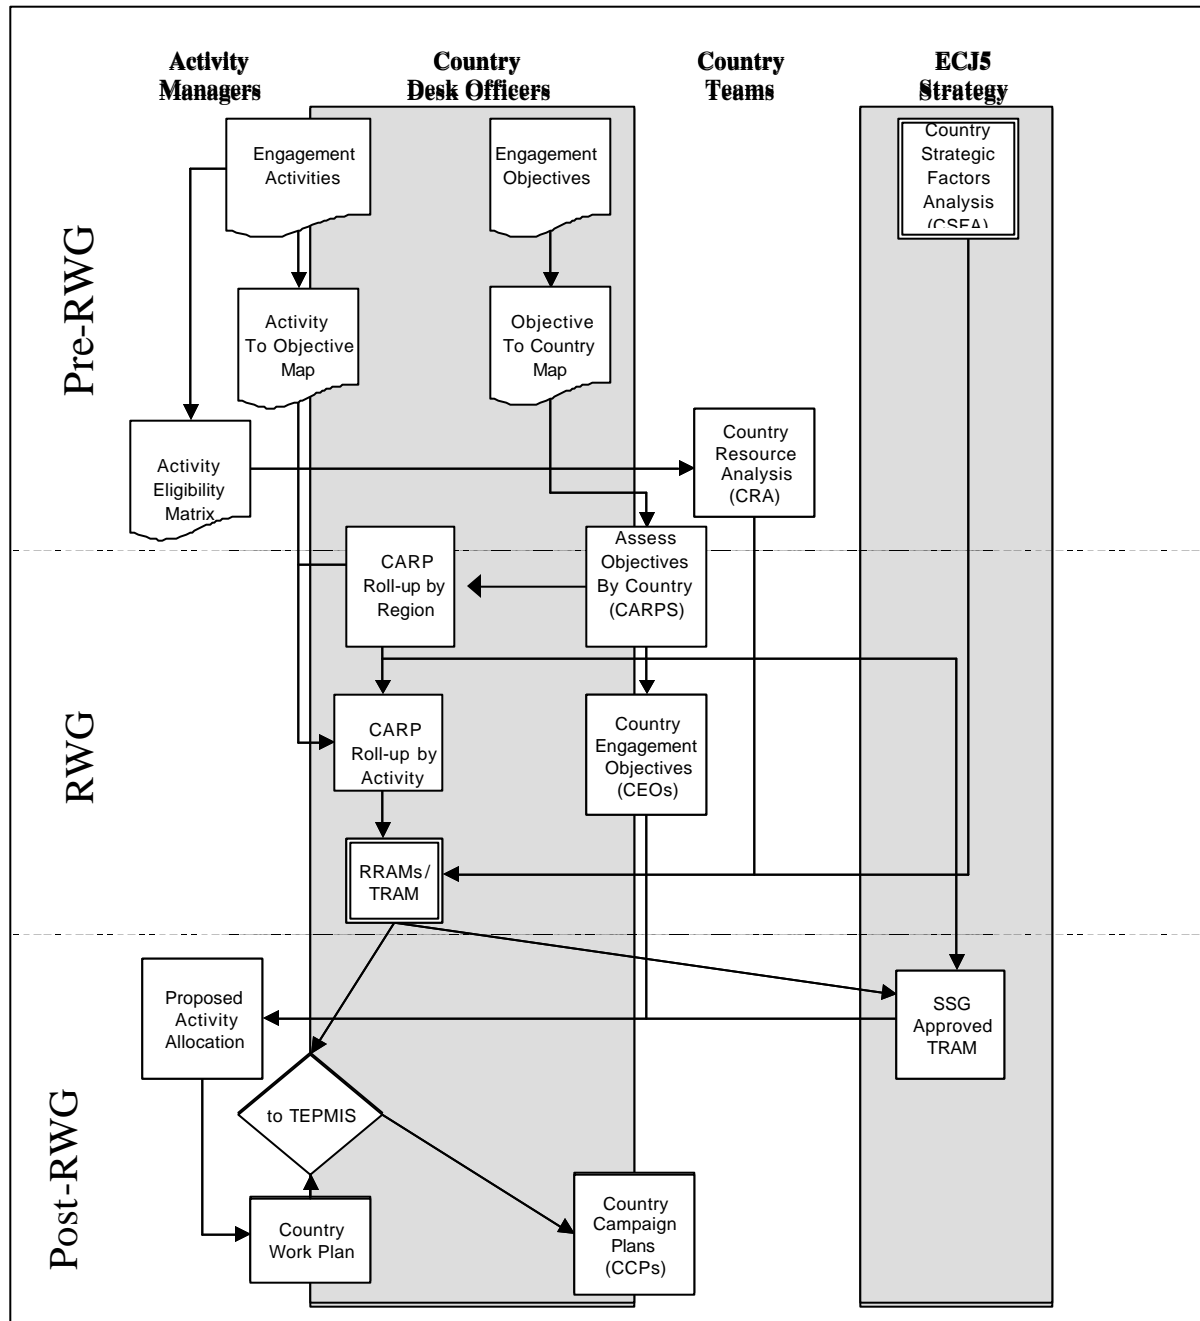 Activity
Managers
Country
Desk Officers
Country
Teams
ECJ5
Strategy
Pre-RWG
Engagement
Activities
Engagement
Objectives
Country
Strategic
Factors
Analysis
(CSFA)
Activity
To Objective
Map
Objective
To Country
Map
Activity
Eligibility
Matrix
Country
Resource
Analysis
(CRA)
RWG
CARP
Roll-up by
Region
Assess
Objectives
By Country
(CARPS)
CARP
Roll-up by
Activity
Country
Engagement
Objectives
(CEOs)
RRAMs/
TRAM
Post-RWG
Proposed
Activity
Allocation
SSG
Approved
TRAM
to TEPMIS
Country
Work Plan
Country
Campaign
Plans
(CCPs)